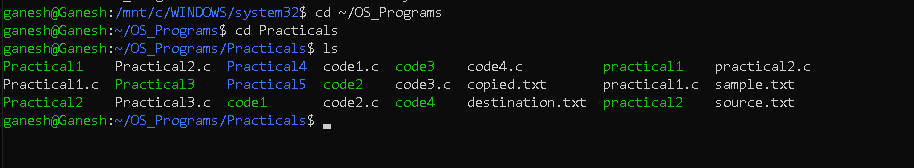 ganesh@Ganesh:/mnt/c/WINDOWS/system32$ cd ~/OS_Programs
ganesh@Ganesh:~/OS_Programs$ cd Practicals
ganesh@Ganesh:~/OS_Programs/Practicals$ ls
Practical1 Practical2.c Practical4 code1.c code3 code4.c practical1 practical2.c
Practical1.c Practical3 Practical5 code2 code3.c copied.txt practical1.c sample.txt
Practical2 Practical3.c code1 code2.c code4 destination.txt practical2 source.txt
ganesh@Ganesh:~/OS_Programs/Practicals$